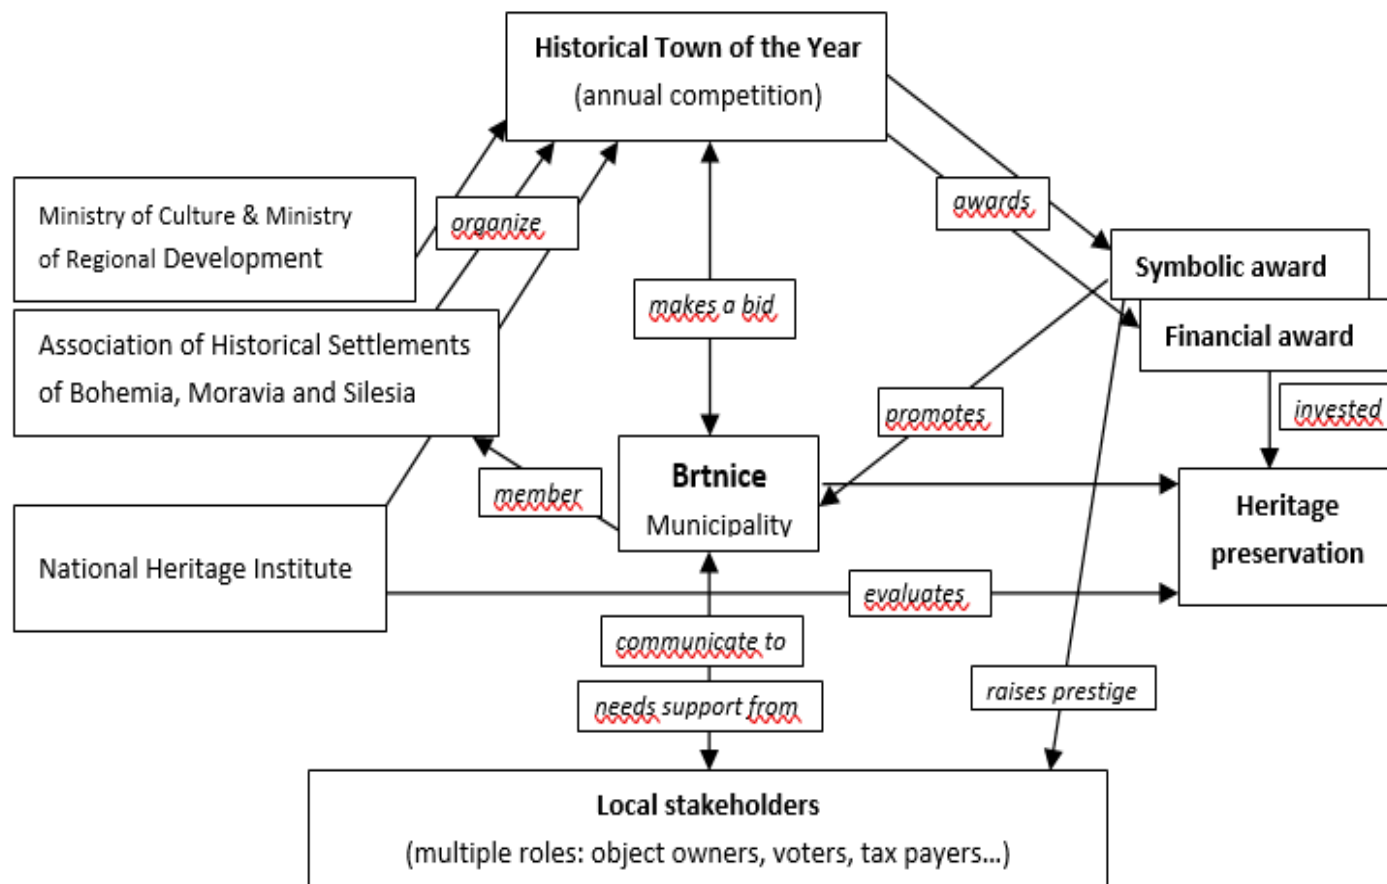 Historical Town of the Year
(annual competition)
Ministry of Culture & Ministry
of Regional Development
organize
awards
Symbolic award
Financial award
makes a bid
Association of Historical Settlements
of Bohemia, Moravia and Silesia
promotes
invested
member
Brtnice
Municipality
Heritage
preservation
National Heritage Institute
evaluates
communicate to
needs support from
raises prestige
Local stakeholders
(multiple roles: object owners, voters, tax payers…)